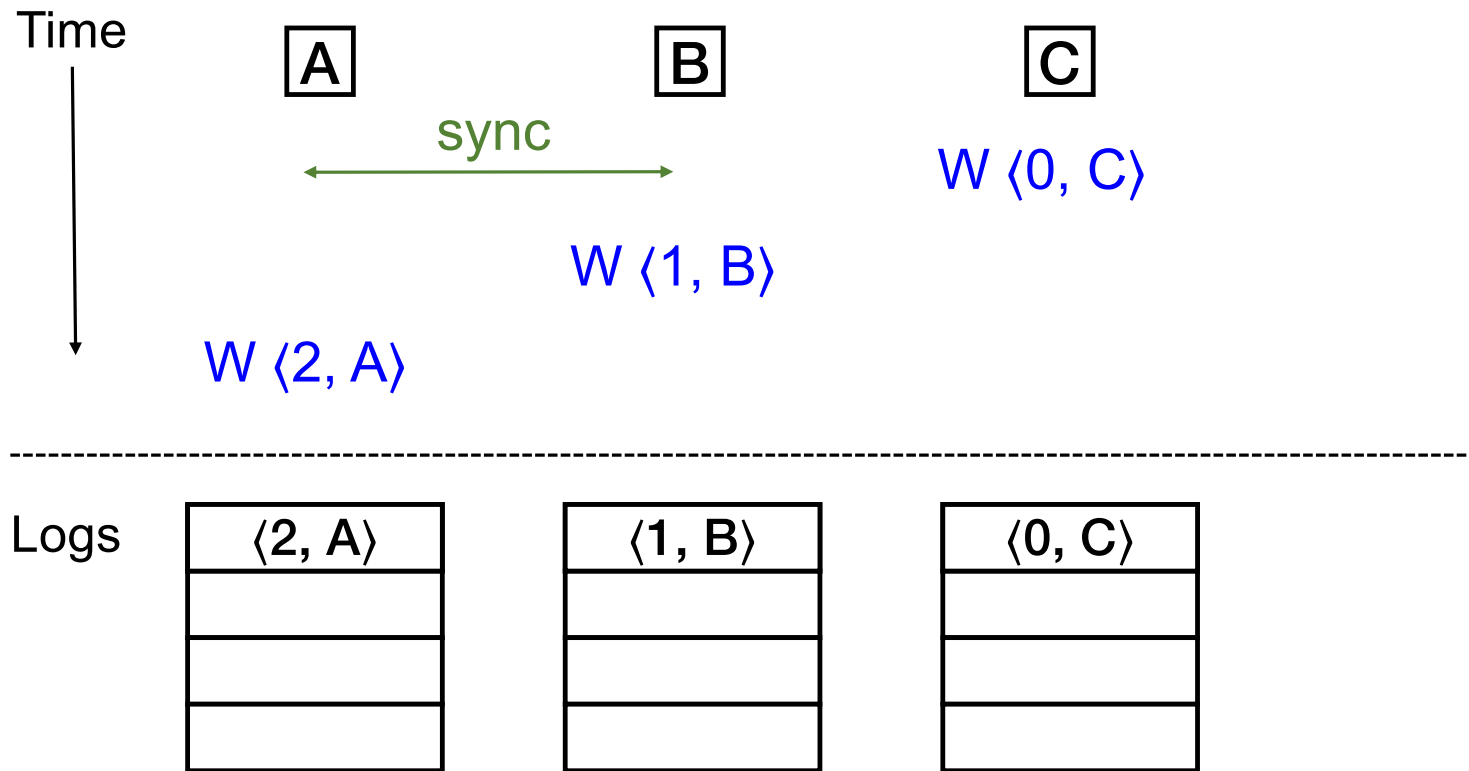 Time
A B C
sync
W ⟨0, C⟩
W ⟨1, B⟩
W ⟨2, A⟩
Logs ⟨2, A⟩ ⟨1, B⟩ ⟨0, C⟩